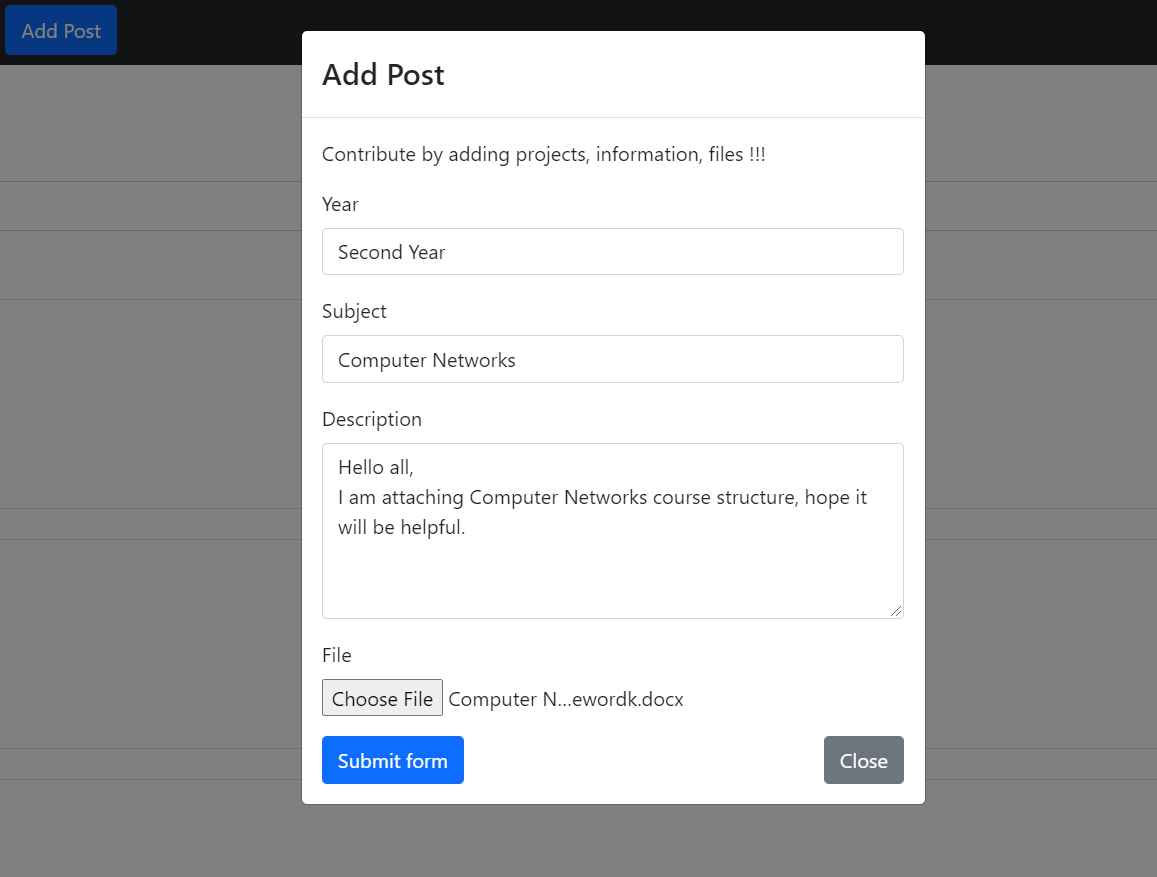 Add Post
Add Post
Contribute by adding projects, information, files !!!
Year
Second Year
Subject
Computer Networks
Description
Hello all,
I am attaching Computer Networks course structure, hope it
will be helpful.
File
Choose File Computer N...ewordk.docx
Submit form Close